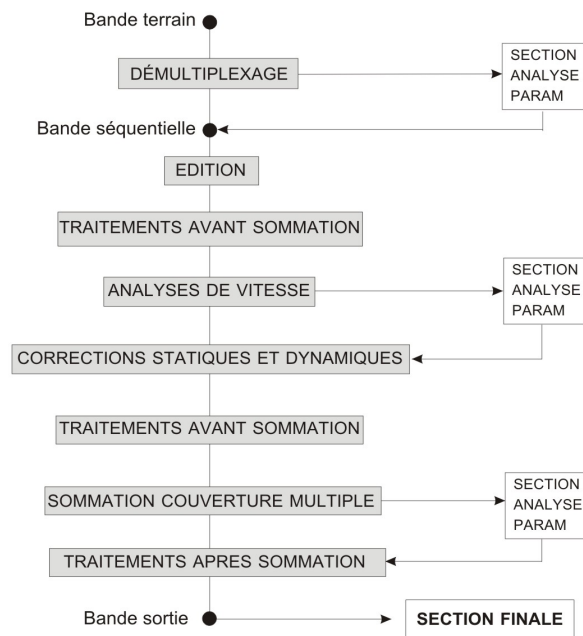 Bande terrain
DÉMULTIPLEXAGE
SECTION
ANALYSE
PARAM
Bande séquentielle
EDITION
TRAITEMENTS AVANT SOMMATION
ANALYSES DE VITESSE
SECTION
ANALYSE
PARAM
CORRECTIONS STATIQUES ET DYNAMIQUES
TRAITEMENTS AVANT SOMMATION
SOMMATION COUVERTURE MULTIPLE
SECTION
ANALYSE
PARAM
TRAITEMENTS APRES SOMMATION
Bande sortie
SECTION FINALE